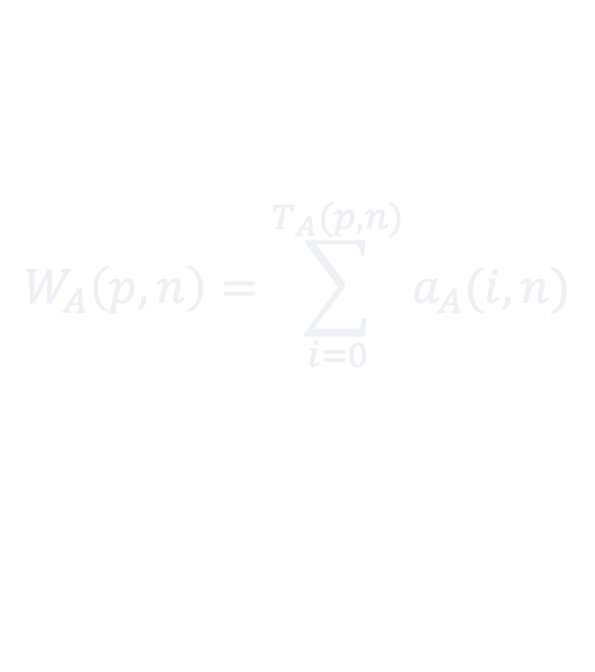 W_A(p,n) = \sum_{i=0}^{T_A(p,n)} a_A(i,n)